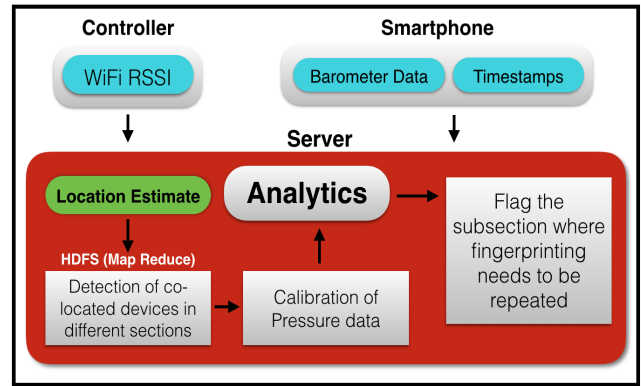 Controller
Smartphone
WiFi RSSI
Barometer Data
Timestamps
Server
Location Estimate
Analytics
Flag the
subsection where
fingerprinting
needs to be
repeated
HDFS (Map Reduce)
Detection of co-
located devices in
different sections
Calibration of
Pressure data